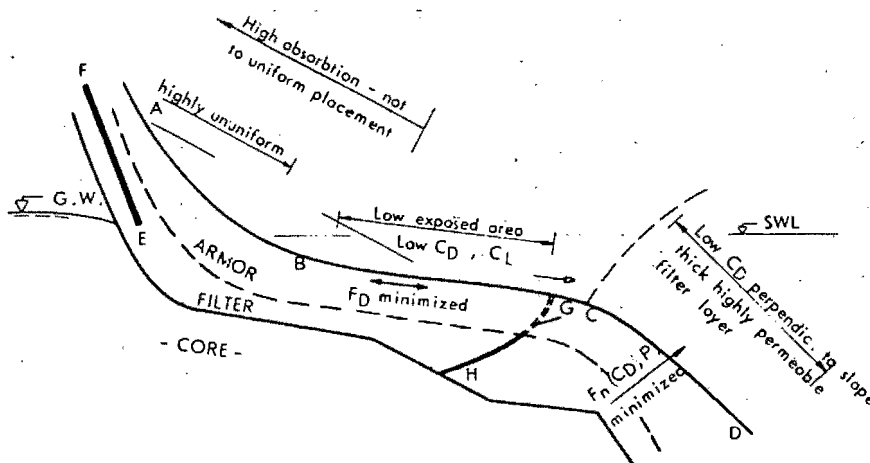 High absorbtion - not
to uniform placement
highly ununiform
F
A
G.W.
E
ARMOR
FILTER
- CORE -
B
Low exposed area
Low CD , CL
FD minimized
SWL
Low CD perpendic. to slope
thick highly permeable
filter loyer
G
C
H
Fn(CD, P)
minimized
D